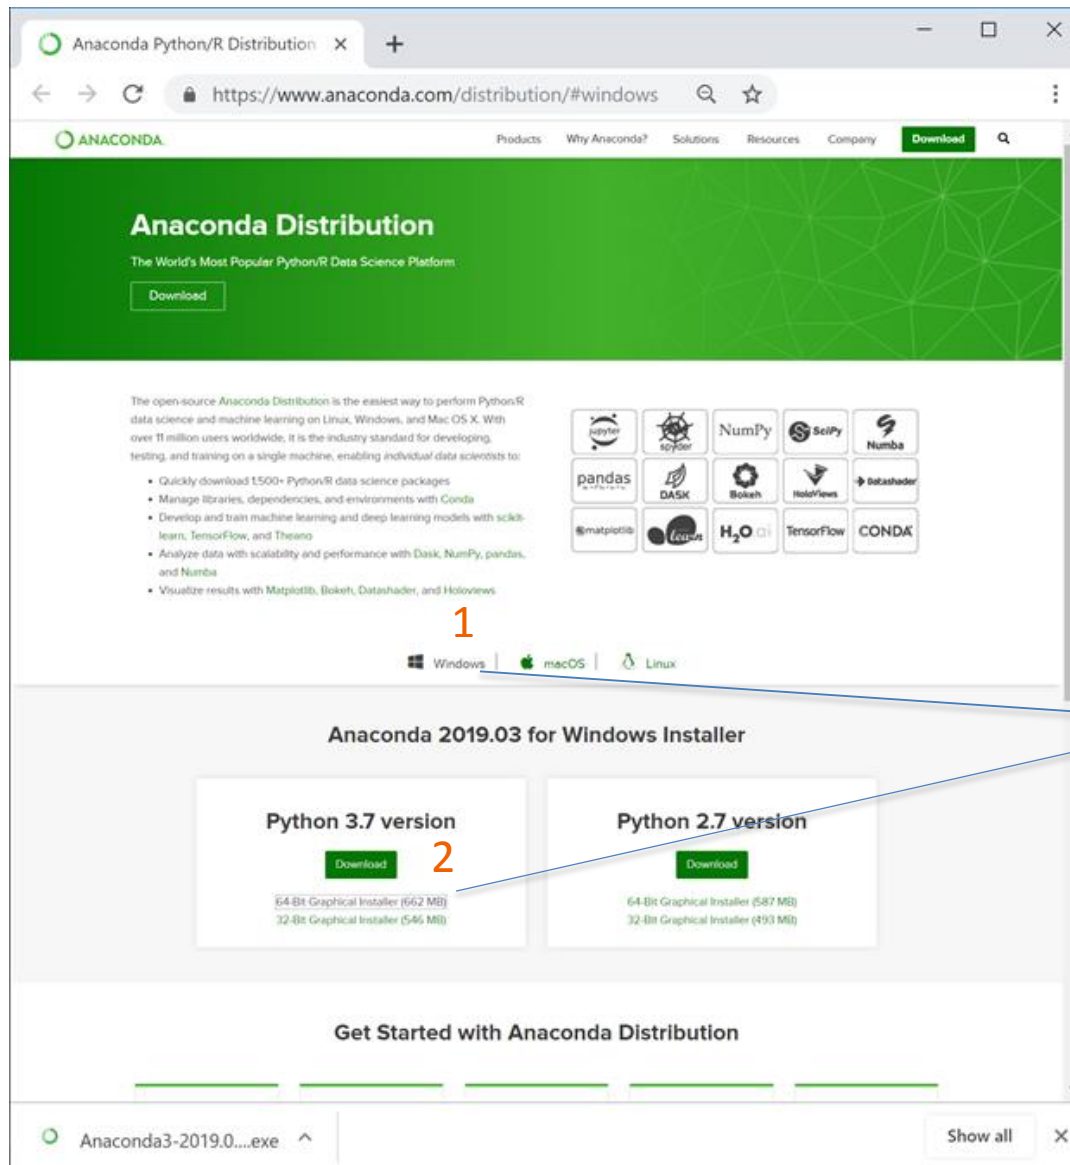 Anaconda Python/R Distribution
https://www.anaconda.com/distribution/#windows
ANACONDA.
Products Why Anaconda? Solutions Resources Company Download
Anaconda Distribution
The World's Most Popular Python/R Data Science Platform
Download
The open-source Anaconda Distribution is the easiest way to perform Python/R
data science and machine learning on Linux, Windows, and Mac OS X. With
over 11 million users worldwide, it is the industry standard for developing,
testing, and training on a single machine, enabling individual data scientists to:
• Quickly download 1,500+ Python/R data science packages
• Manage libraries, dependencies, and environments with Conda
• Develop and train machine learning and deep learning models with scikit-
learn, TensorFlow, and Theano
• Analyze data with scalability and performance with Dask, NumPy, pandas,
and Numba
• Visualize results with Matplotlib, Bokeh, Datashader, and Holoviews
jupyter spyder NumPy SciPy Numba
pandas DASK Bokeh HoloViews Datashader
matplotlib learn H2O.ai TensorFlow CONDA
1
Windows macOS Linux
Anaconda 2019.03 for Windows Installer
Python 3.7 version
Download
2
64-Bit Graphical Installer (662 MB)
32-Bit Graphical Installer (546 MB)
Python 2.7 version
Download
64-Bit Graphical Installer (587 MB)
32-Bit Graphical Installer (493 MB)
Get Started with Anaconda Distribution
Anaconda3-2019.0....exe
Show all